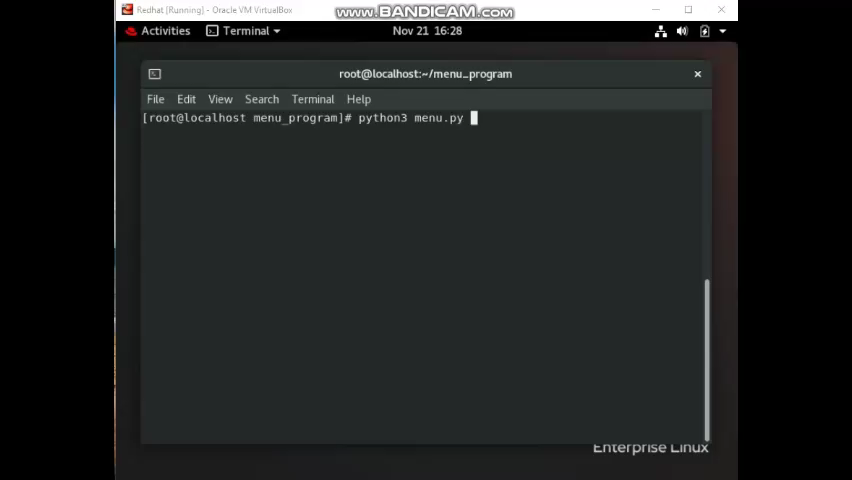 Redhat [Running] - Oracle VM VirtualBox
www.BANDICAM.com
Activities Terminal Nov 21 16:28
root@localhost:~/menu_program
File Edit View Search Terminal Help
[root@localhost menu_program]# python3 menu.py
Enterprise Linux